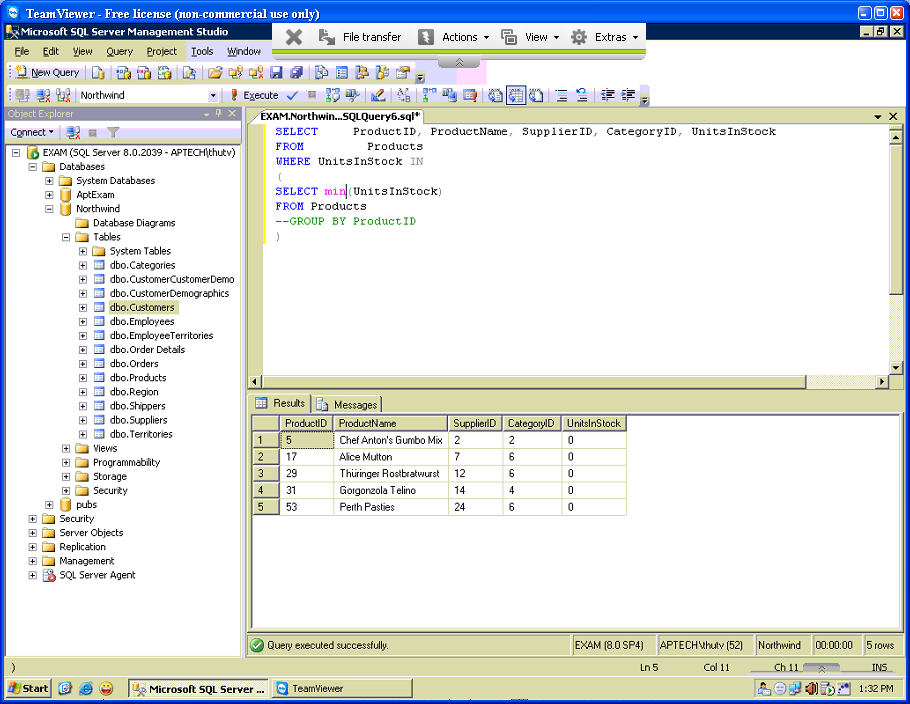 TeamViewer - Free license (non-commercial use only)
Microsoft SQL Server Management Studio
File transfer Actions View Extras
File Edit View Query Project Tools Window
New Query
Northwind Execute
Object Explorer
Connect
EXAM (SQL Server 8.0.2039 - APTECH\thutv)
Databases
System Databases
AptExam
Northwind
Database Diagrams
Tables
System Tables
dbo.Categories
dbo.CustomerCustomerDemo
dbo.CustomerDemographics
dbo.Customers
dbo.Employees
dbo.EmployeeTerritories
dbo.Order Details
dbo.Orders
dbo.Products
dbo.Region
dbo.Shippers
dbo.Suppliers
dbo.Territories
Views
Programmability
Storage
Security
pubs
Security
Server Objects
Replication
Management
SQL Server Agent
EXAM.Northwin...SQLQuery6.sql*
SELECT ProductID, ProductName, SupplierID, CategoryID, UnitsInStock
FROM Products
WHERE UnitsInStock IN
(
SELECT min(UnitsInStock)
FROM Products
--GROUP BY ProductID
)
Results Messages
ProductID ProductName SupplierID CategoryID UnitsInStock
1 5 Chef Anton's Gumbo Mix 2 2 0
2 17 Alice Mutton 7 6 0
3 29 Thüringer Rostbratwurst 12 6 0
4 31 Gorgonzola Telino 14 4 0
5 53 Perth Pasties 24 6 0
Query executed successfully. EXAM (8.0 SP4) APTECH\thutv (52) Northwind 00:00:00 5 rows
) Ln 5 Col 11 Ch 11 INS
Start Microsoft SQL Server ... TeamViewer 1:32 PM